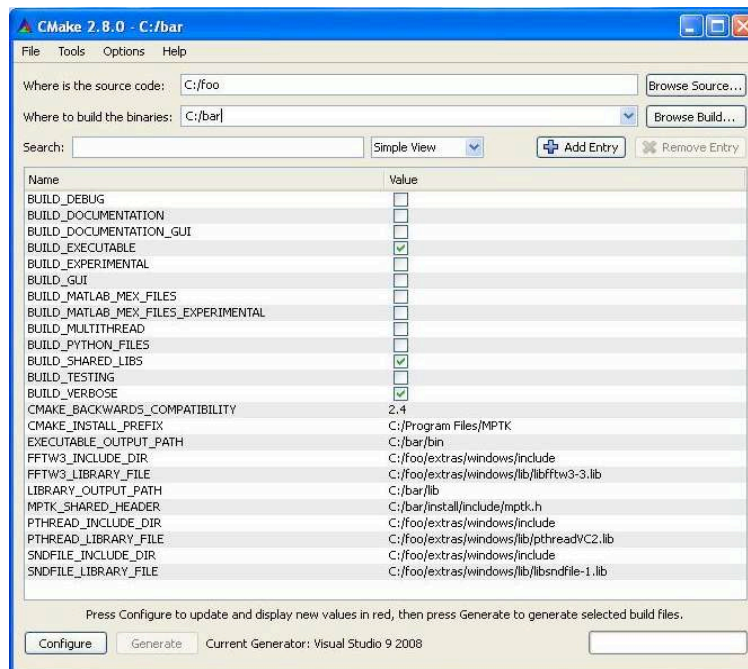 CMake 2.8.0 - C:/bar
File Tools Options Help
Where is the source code: C:/foo Browse Source...
Where to build the binaries: C:/bar Browse Build...
Search: Simple View Add Entry Remove Entry
Name Value
BUILD_DEBUG
BUILD_DOCUMENTATION
BUILD_DOCUMENTATION_GUI
BUILD_EXECUTABLE
BUILD_EXPERIMENTAL
BUILD_GUI
BUILD_MATLAB_MEX_FILES
BUILD_MATLAB_MEX_FILES_EXPERIMENTAL
BUILD_MULTITHREAD
BUILD_PYTHON_FILES
BUILD_SHARED_LIBS
BUILD_TESTING
BUILD_VERBOSE
CMAKE_BACKWARDS_COMPATIBILITY 2.4
CMAKE_INSTALL_PREFIX C:/Program Files/MPTK
EXECUTABLE_OUTPUT_PATH C:/bar/bin
FFTW3_INCLUDE_DIR C:/foo/extras/windows/include
FFTW3_LIBRARY_FILE C:/foo/extras/windows/lib/libfftw3-3.lib
LIBRARY_OUTPUT_PATH C:/bar/lib
MPTK_SHARED_HEADER C:/bar/install/include/mptk.h
PTHREAD_INCLUDE_DIR C:/foo/extras/windows/include
PTHREAD_LIBRARY_FILE C:/foo/extras/windows/lib/pthreadVC2.lib
SNDFILE_INCLUDE_DIR C:/foo/extras/windows/include
SNDFILE_LIBRARY_FILE C:/foo/extras/windows/lib/libsndfile-1.lib
Press Configure to update and display new values in red, then press Generate to generate selected build files.
Configure Generate Current Generator: Visual Studio 9 2008